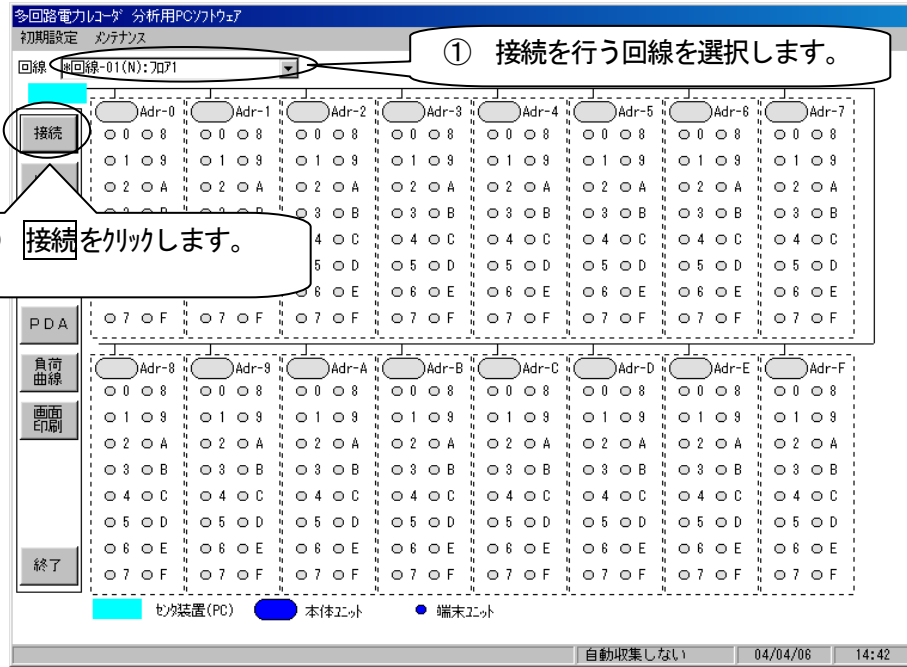 多回路電力ﾚｺｰﾀﾞ 分析用PCｿﾌﾄｳｪｱ
初期設定 ﾒﾝﾃﾅﾝｽ
① 接続を行う回線を選択します。
回線 *回線-01(N):ﾌﾛｱ1
Adr-0 Adr-1 Adr-2 Adr-3 Adr-4 Adr-5 Adr-6 Adr-7
接続
0 8 0 8 0 8 0 8 0 8 0 8 0 8 0 8
1 9 1 9 1 9 1 9 1 9 1 9 1 9 1 9
2 A 2 A 2 A 2 A 2 A 2 A 2 A 2 A
3 B 3 B 3 B 3 B 3 B 3 B
接続をｸﾘｯｸします。
4 C 4 C 4 C 4 C 4 C 4 C
5 D 5 D 5 D 5 D 5 D 5 D
6 E 6 E 6 E 6 E 6 E 6 E
7 F 7 F 7 F 7 F 7 F 7 F 7 F 7 F
PDA
負荷
曲線
画面
印刷
終了
Adr-8 Adr-9 Adr-A Adr-B Adr-C Adr-D Adr-E Adr-F
0 8 0 8 0 8 0 8 0 8 0 8 0 8 0 8
1 9 1 9 1 9 1 9 1 9 1 9 1 9 1 9
2 A 2 A 2 A 2 A 2 A 2 A 2 A 2 A
3 B 3 B 3 B 3 B 3 B 3 B 3 B 3 B
4 C 4 C 4 C 4 C 4 C 4 C 4 C 4 C
5 D 5 D 5 D 5 D 5 D 5 D 5 D 5 D
6 E 6 E 6 E 6 E 6 E 6 E 6 E 6 E
7 F 7 F 7 F 7 F 7 F 7 F 7 F 7 F
ｾﾝﾀ装置(PC) 本体ﾕﾆｯﾄ 端末ﾕﾆｯﾄ
自動収集しない 04/04/06 14:42